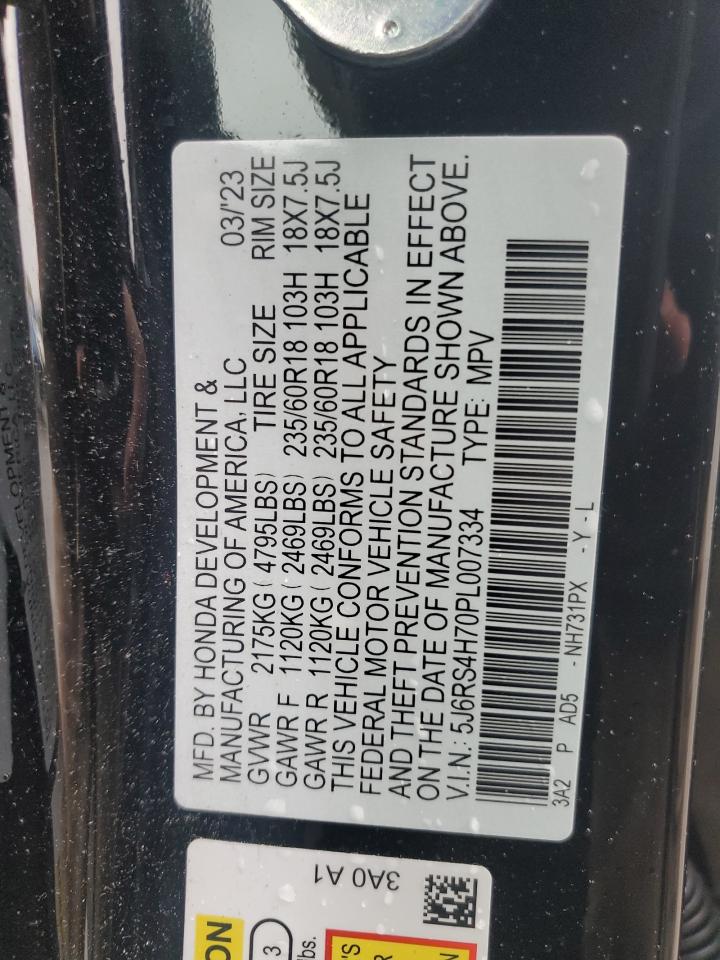 MFD. BY HONDA DEVELOPMENT &
MANUFACTURING OF AMERICA, LLC 03/'23
GVWR 2175KG ( 4795LBS) TIRE SIZE RIM SIZE
GAWR F 1120KG ( 2469LBS) 235/60R18 103H 18X7.5J
GAWR R 1120KG ( 2469LBS) 235/60R18 103H 18X7.5J
THIS VEHICLE CONFORMS TO ALL APPLICABLE
FEDERAL MOTOR VEHICLE SAFETY
AND THEFT PREVENTION STANDARDS IN EFFECT
ON THE DATE OF MANUFACTURE SHOWN ABOVE.
V.I.N.: 5J6RS4H70PL007334 TYPE: MPV
3A2 P AD5 -NH731PX -Y-L
3A0 A1
ON
3
lbs.
'S
R
N